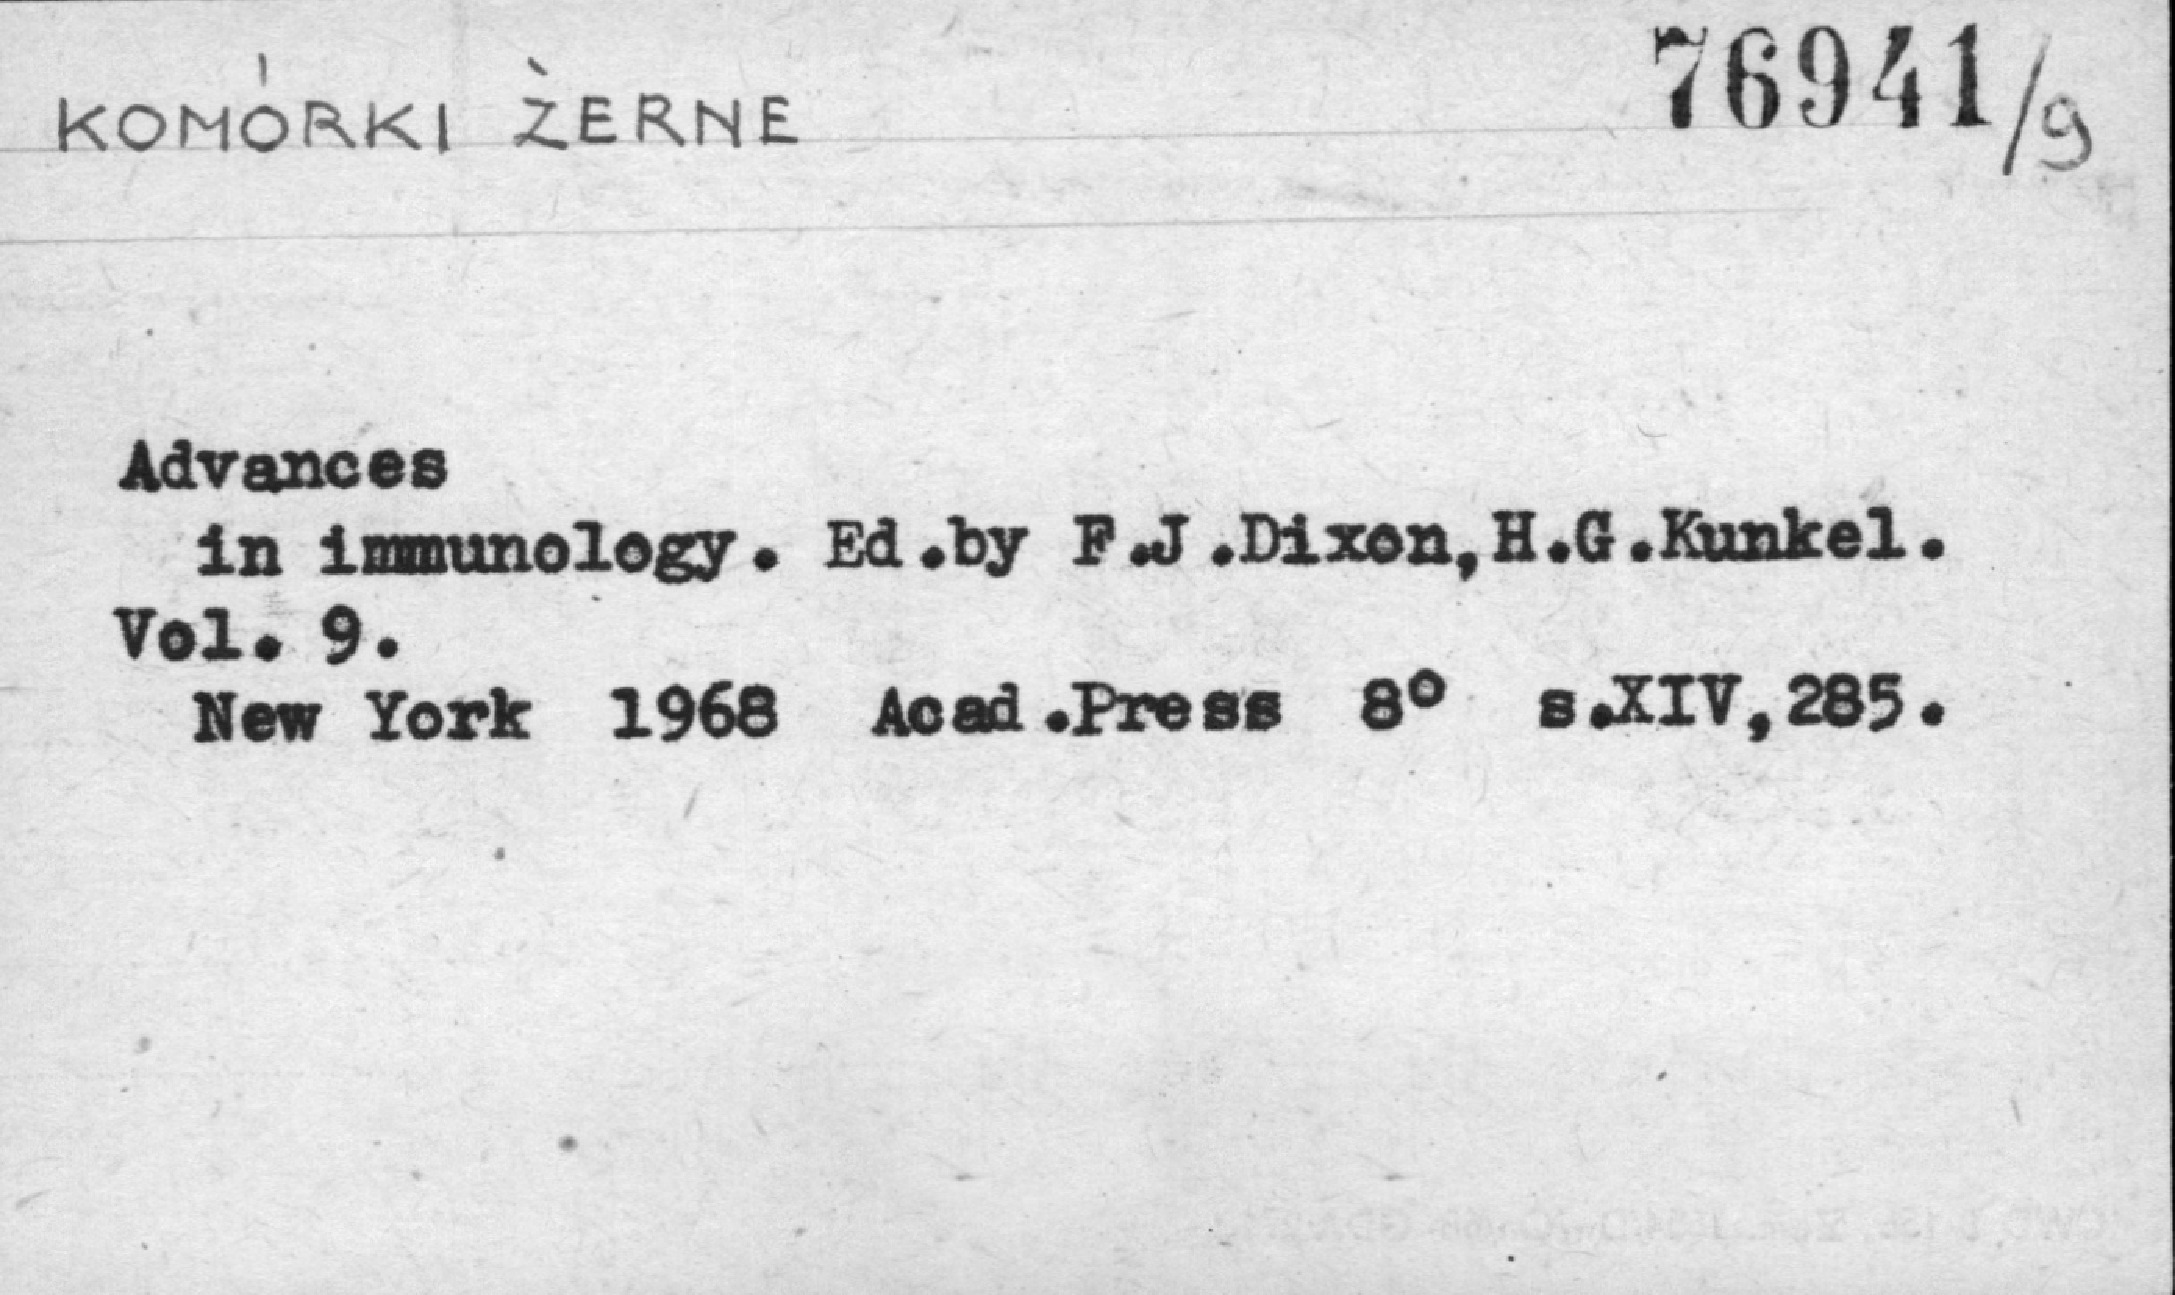 KOMÓRKI ŻERNE
76941/9
Advances
in immunology. Ed.by F.J.Dixon,H.G.Kunkel.
Vol. 9.
New York 1968 Acad.Press 8° s.XIV,285.